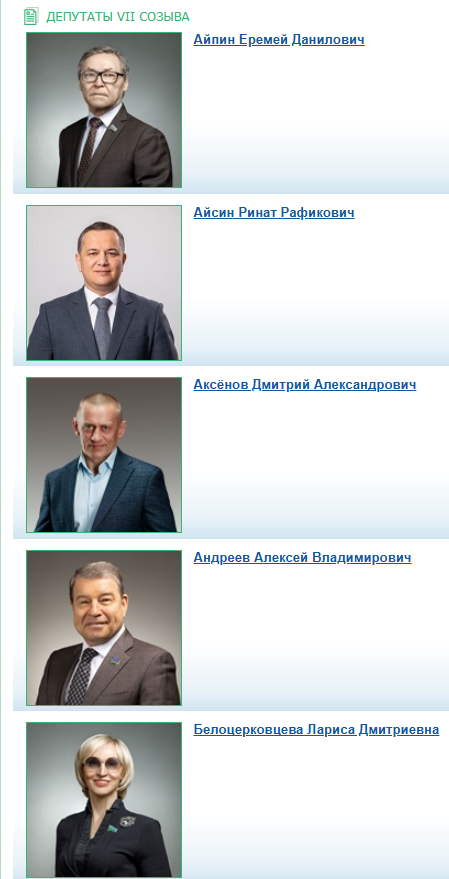 ДЕПУТАТЫ VII СОЗЫВА
Айпин Еремей Данилович
Айсин Ринат Рафикович
Аксёнов Дмитрий Александрович
Андреев Алексей Владимирович
Белоцерковцева Лариса Дмитриевна